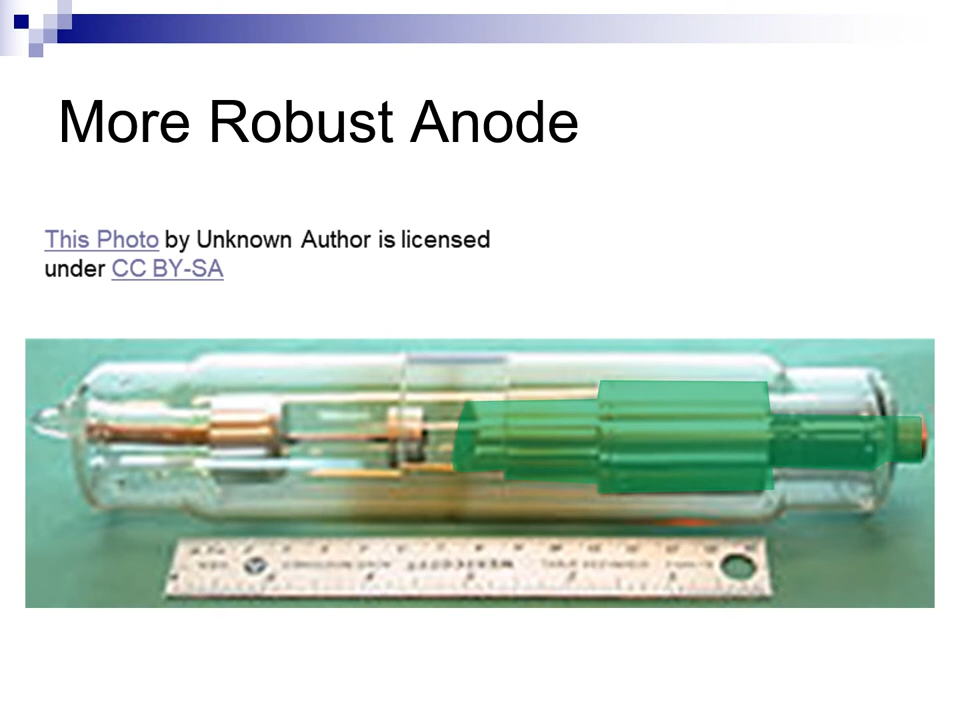 More Robust Anode
This Photo by Unknown Author is licensed
under CC BY-SA